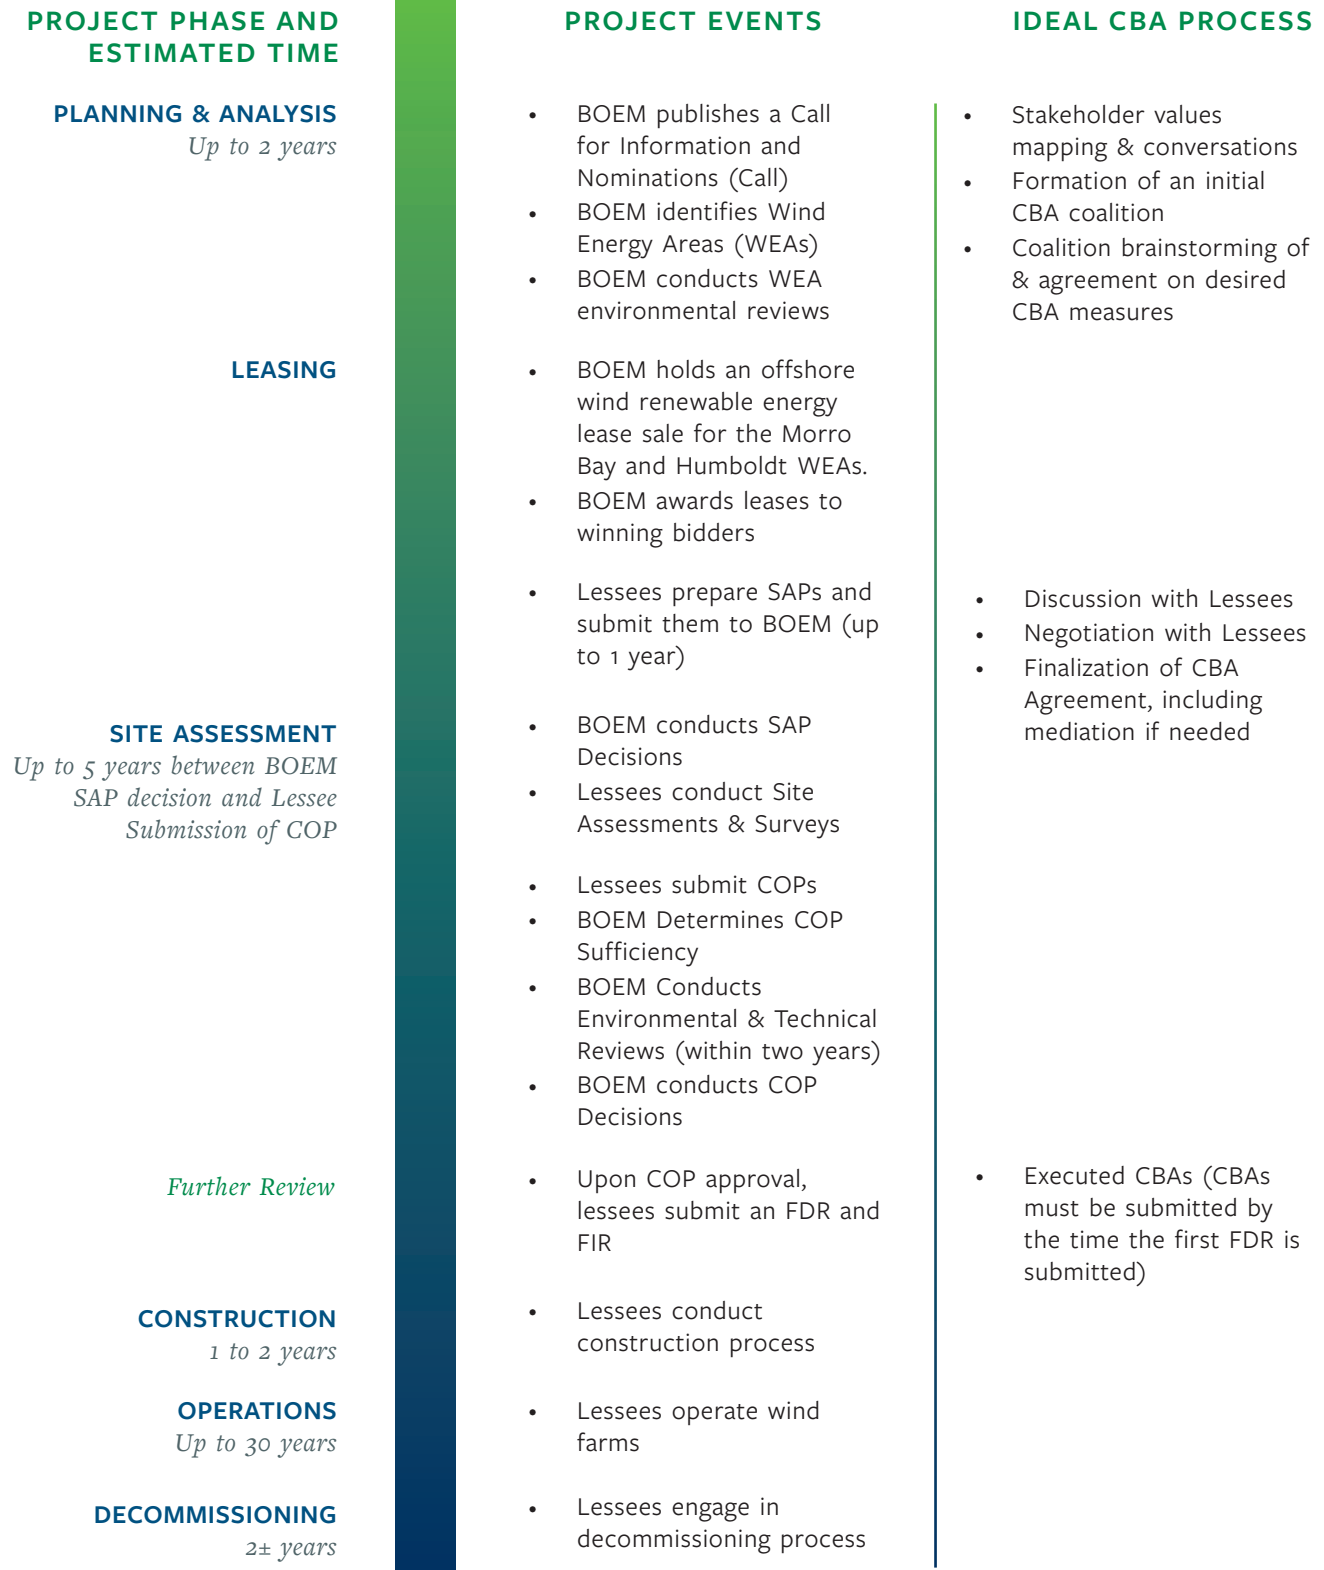 PROJECT PHASE AND
ESTIMATED TIME
PROJECT EVENTS
IDEAL CBA PROCESS
PLANNING & ANALYSIS
Up to 2 years
• BOEM publishes a Call
for Information and
Nominations (Call)
• BOEM identifies Wind
Energy Areas (WEAs)
• BOEM conducts WEA
environmental reviews
• Stakeholder values
mapping & conversations
• Formation of an initial
CBA coalition
• Coalition brainstorming of
& agreement on desired
CBA measures
LEASING
• BOEM holds an offshore
wind renewable energy
lease sale for the Morro
Bay and Humboldt WEAs.
• BOEM awards leases to
winning bidders
• Lessees prepare SAPs and
submit them to BOEM (up
to 1 year)
• Discussion with Lessees
• Negotiation with Lessees
• Finalization of CBA
Agreement, including
mediation if needed
SITE ASSESSMENT
Up to 5 years between BOEM
SAP decision and Lessee
Submission of COP
• BOEM conducts SAP
Decisions
• Lessees conduct Site
Assessments & Surveys
• Lessees submit COPs
• BOEM Determines COP
Sufficiency
• BOEM Conducts
Environmental & Technical
Reviews (within two years)
• BOEM conducts COP
Decisions
Further Review
• Upon COP approval,
lessees submit an FDR and
FIR
• Executed CBAs (CBAs
must be submitted by
the time the first FDR is
submitted)
CONSTRUCTION
1 to 2 years
• Lessees conduct
construction process
OPERATIONS
Up to 30 years
• Lessees operate wind
farms
DECOMMISSIONING
2± years
• Lessees engage in
decommissioning process